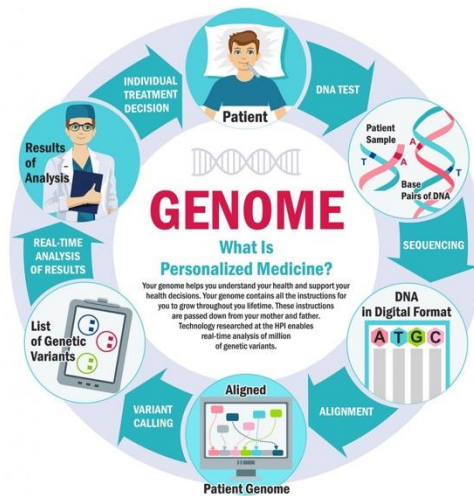 Patient
DNA TEST
Patient
Sample
T
A
A
T
Base
Pairs of DNA
SEQUENCING
DNA
in Digital Format
A T G C
ALIGNMENT
Aligned
Patient Genome
VARIANT
CALLING
List
of Genetic
Variants
REAL-TIME
ANALYSIS
OF RESULTS
Results
of
Analysis
INDIVIDUAL
TREATMENT
DECISION
GENOME
What Is
Personalized Medicine?
Your genome helps you understand your health and support your
health decisions. Your genome contains all the instructions for
you to grow throughout you lifetime. These instructions
are passed down from your mother and father.
Technology researched at the HPI enables
real-time analysis of million
of genetic variants.